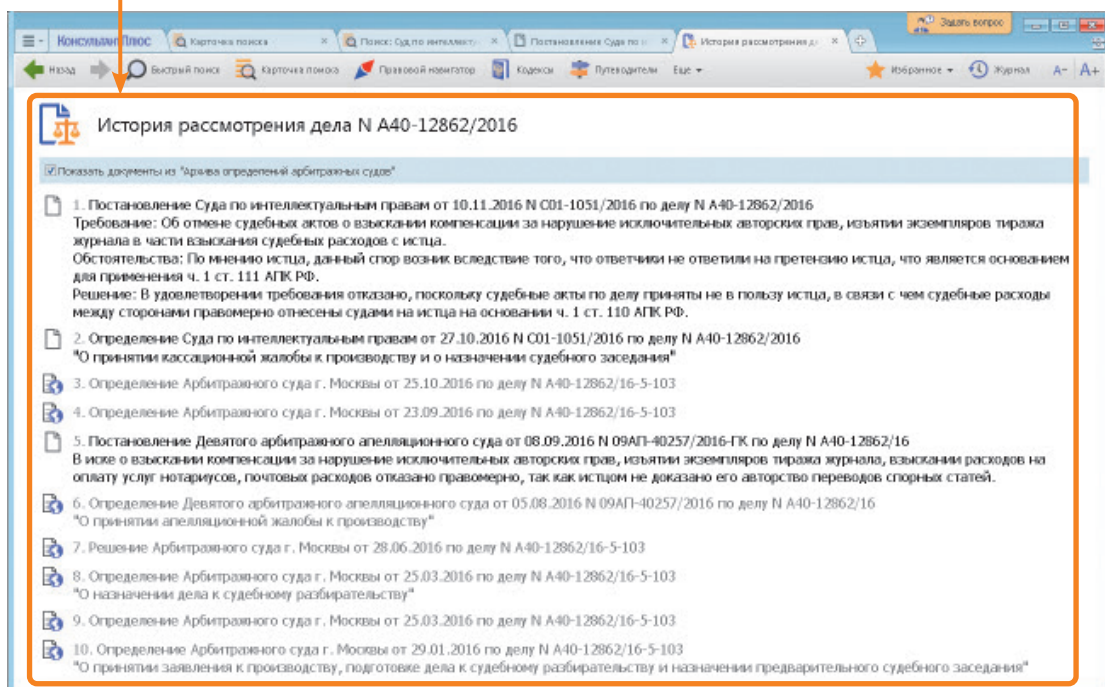 Задать вопрос
КонсультантПлюс
Карточка поиска
Поиск: Суд по интеллекту
Постановление Суда по и
История рассмотрения д
Назад Быстрый поиск Карточка поиска Правовой навигатор Кодексы Путеводители Еще Избранное Журнал A- A+
История рассмотрения дела N А40-12862/2016
Показать документы из "Архива определений арбитражных судов"
1. Постановление Суда по интеллектуальным правам от 10.11.2016 N С01-1051/2016 по делу N А40-12862/2016
Требование: Об отмене судебных актов о взыскании компенсации за нарушение исключительных авторских прав, изъятии экземпляров тиража
журнала в части взыскания судебных расходов с истца.
Обстоятельства: По мнению истца, данный спор возник вследствие того, что ответчики не ответили на претензию истца, что является основанием
для применения ч. 1 ст. 111 АПК РФ.
Решение: В удовлетворении требования отказано, поскольку судебные акты по делу приняты не в пользу истца, в связи с чем судебные расходы
между сторонами правомерно отнесены судами на истца на основании ч. 1 ст. 110 АПК РФ.
2. Определение Суда по интеллектуальным правам от 27.10.2016 N С01-1051/2016 по делу N А40-12862/2016
"О принятии кассационной жалобы к производству и о назначении судебного заседания"
3. Определение Арбитражного суда г. Москвы от 25.10.2016 по делу N А40-12862/16-5-103
4. Определение Арбитражного суда г. Москвы от 23.09.2016 по делу N А40-12862/16-5-103
5. Постановление Девятого арбитражного апелляционного суда от 08.09.2016 N 09АП-40257/2016-ГК по делу N А40-12862/16
В иске о взыскании компенсации за нарушение исключительных авторских прав, изъятии экземпляров тиража журнала, взыскании расходов на
оплату услуг нотариусов, почтовых расходов отказано правомерно, так как истцом не доказано его авторство переводов спорных статей.
6. Определение Девятого арбитражного апелляционного суда от 05.08.2016 N 09АП-40257/2016 по делу N А40-12862/16
"О принятии апелляционной жалобы к производству"
7. Решение Арбитражного суда г. Москвы от 28.06.2016 по делу N А40-12862/16-5-103
8. Определение Арбитражного суда г. Москвы от 25.03.2016 по делу N А40-12862/16-5-103
"О назначении дела к судебному разбирательству"
9. Определение Арбитражного суда г. Москвы от 25.03.2016 по делу N А40-12862/16-5-103
10. Определение Арбитражного суда г. Москвы от 29.01.2016 по делу N А40-12862/16-5-103
"О принятии заявления к производству, подготовке дела к судебному разбирательству и назначении предварительного судебного заседания"